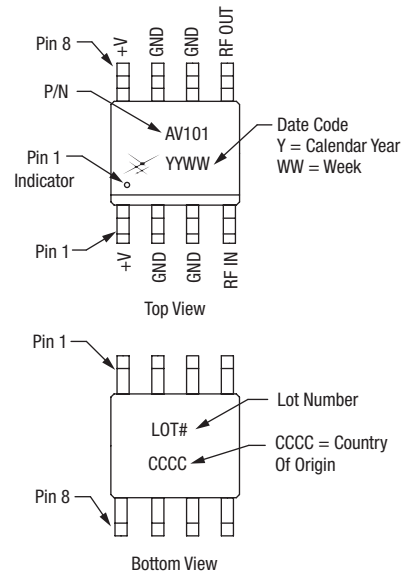 Pin 8
+V
GND
GND
RF OUT
P/N
AV101
YYWW
Date Code
Y = Calendar Year
WW = Week
Pin 1
Indicator
Pin 1
+V
GND
GND
RF IN
Top View
Pin 1
LOT#
Lot Number
CCCC
CCCC = Country
Of Origin
Pin 8
Bottom View